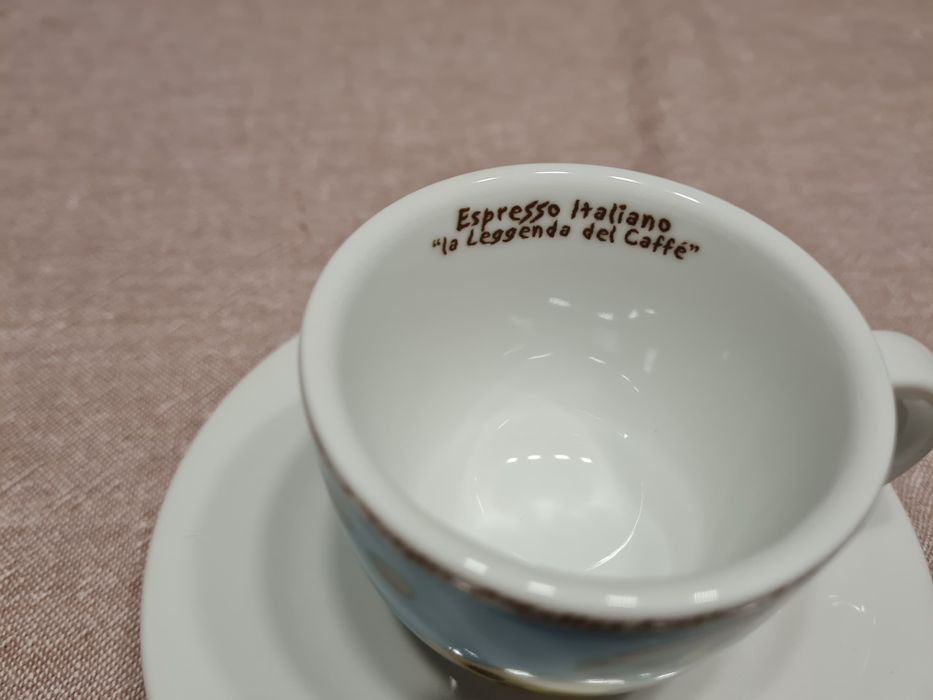 Espresso Italiano
“la Leggenda del Caffé”